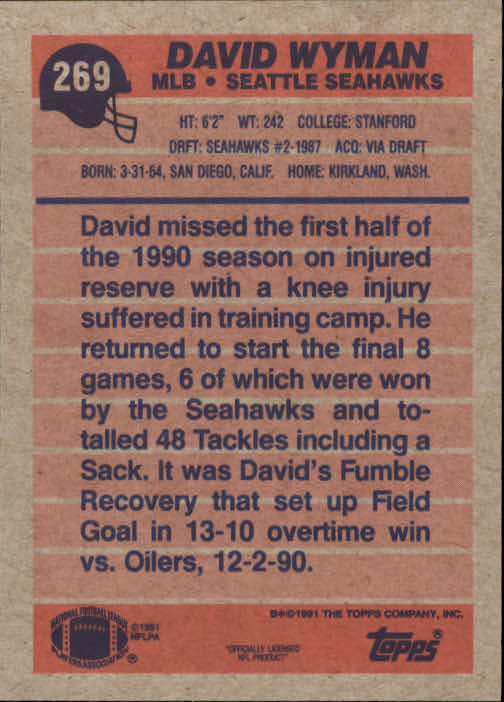 269
DAVID WYMAN
MLB • SEATTLE SEAHAWKS
HT: 6'2" WT: 242 COLLEGE: STANFORD
DRFT: SEAHAWKS #2-1987 ACQ: VIA DRAFT
BORN: 3-31-64, SAN DIEGO, CALIF. HOME: KIRKLAND, WASH.
David missed the first half of
the 1990 season on injured
reserve with a knee injury
suffered in training camp. He
returned to start the final 8
games, 6 of which were won
by the Seahawks and to-
talled 48 Tackles including a
Sack. It was David's Fumble
Recovery that set up Field
Goal in 13-10 overtime win
vs. Oilers, 12-2-90.
B*©1991 THE TOPPS COMPANY, INC.
NATIONAL FOOTBALL LEAGUE
PLAYERS ASSOCIATION ®
©1991
NFLPA
"OFFICIALLY LICENSED
NFL PRODUCT"
topps®